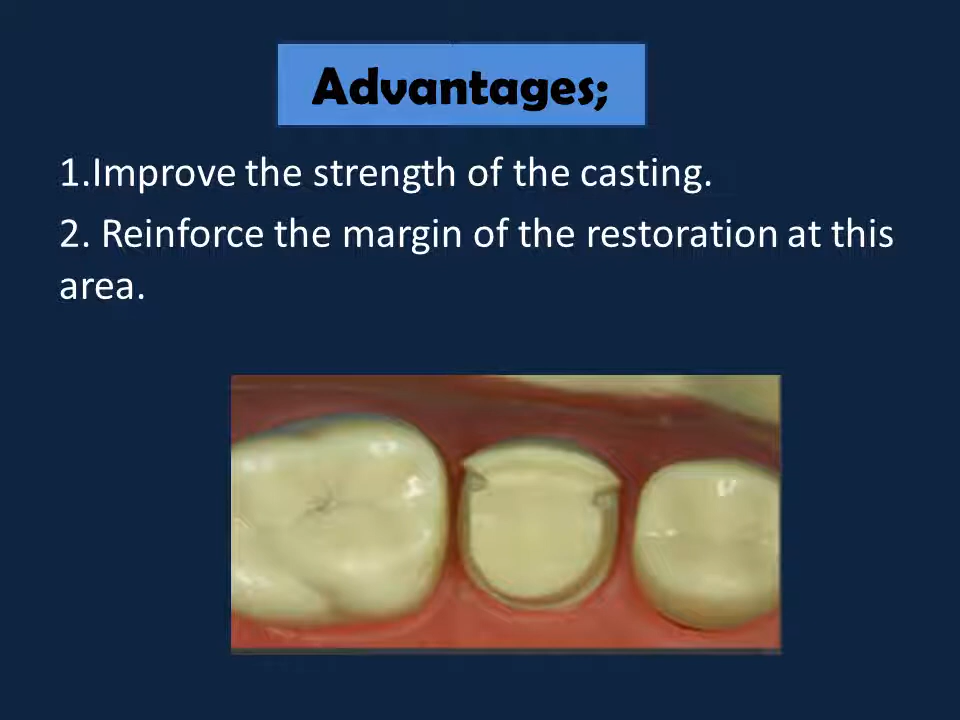 Advantages;
1.Improve the strength of the casting.
2. Reinforce the margin of the restoration at this
area.